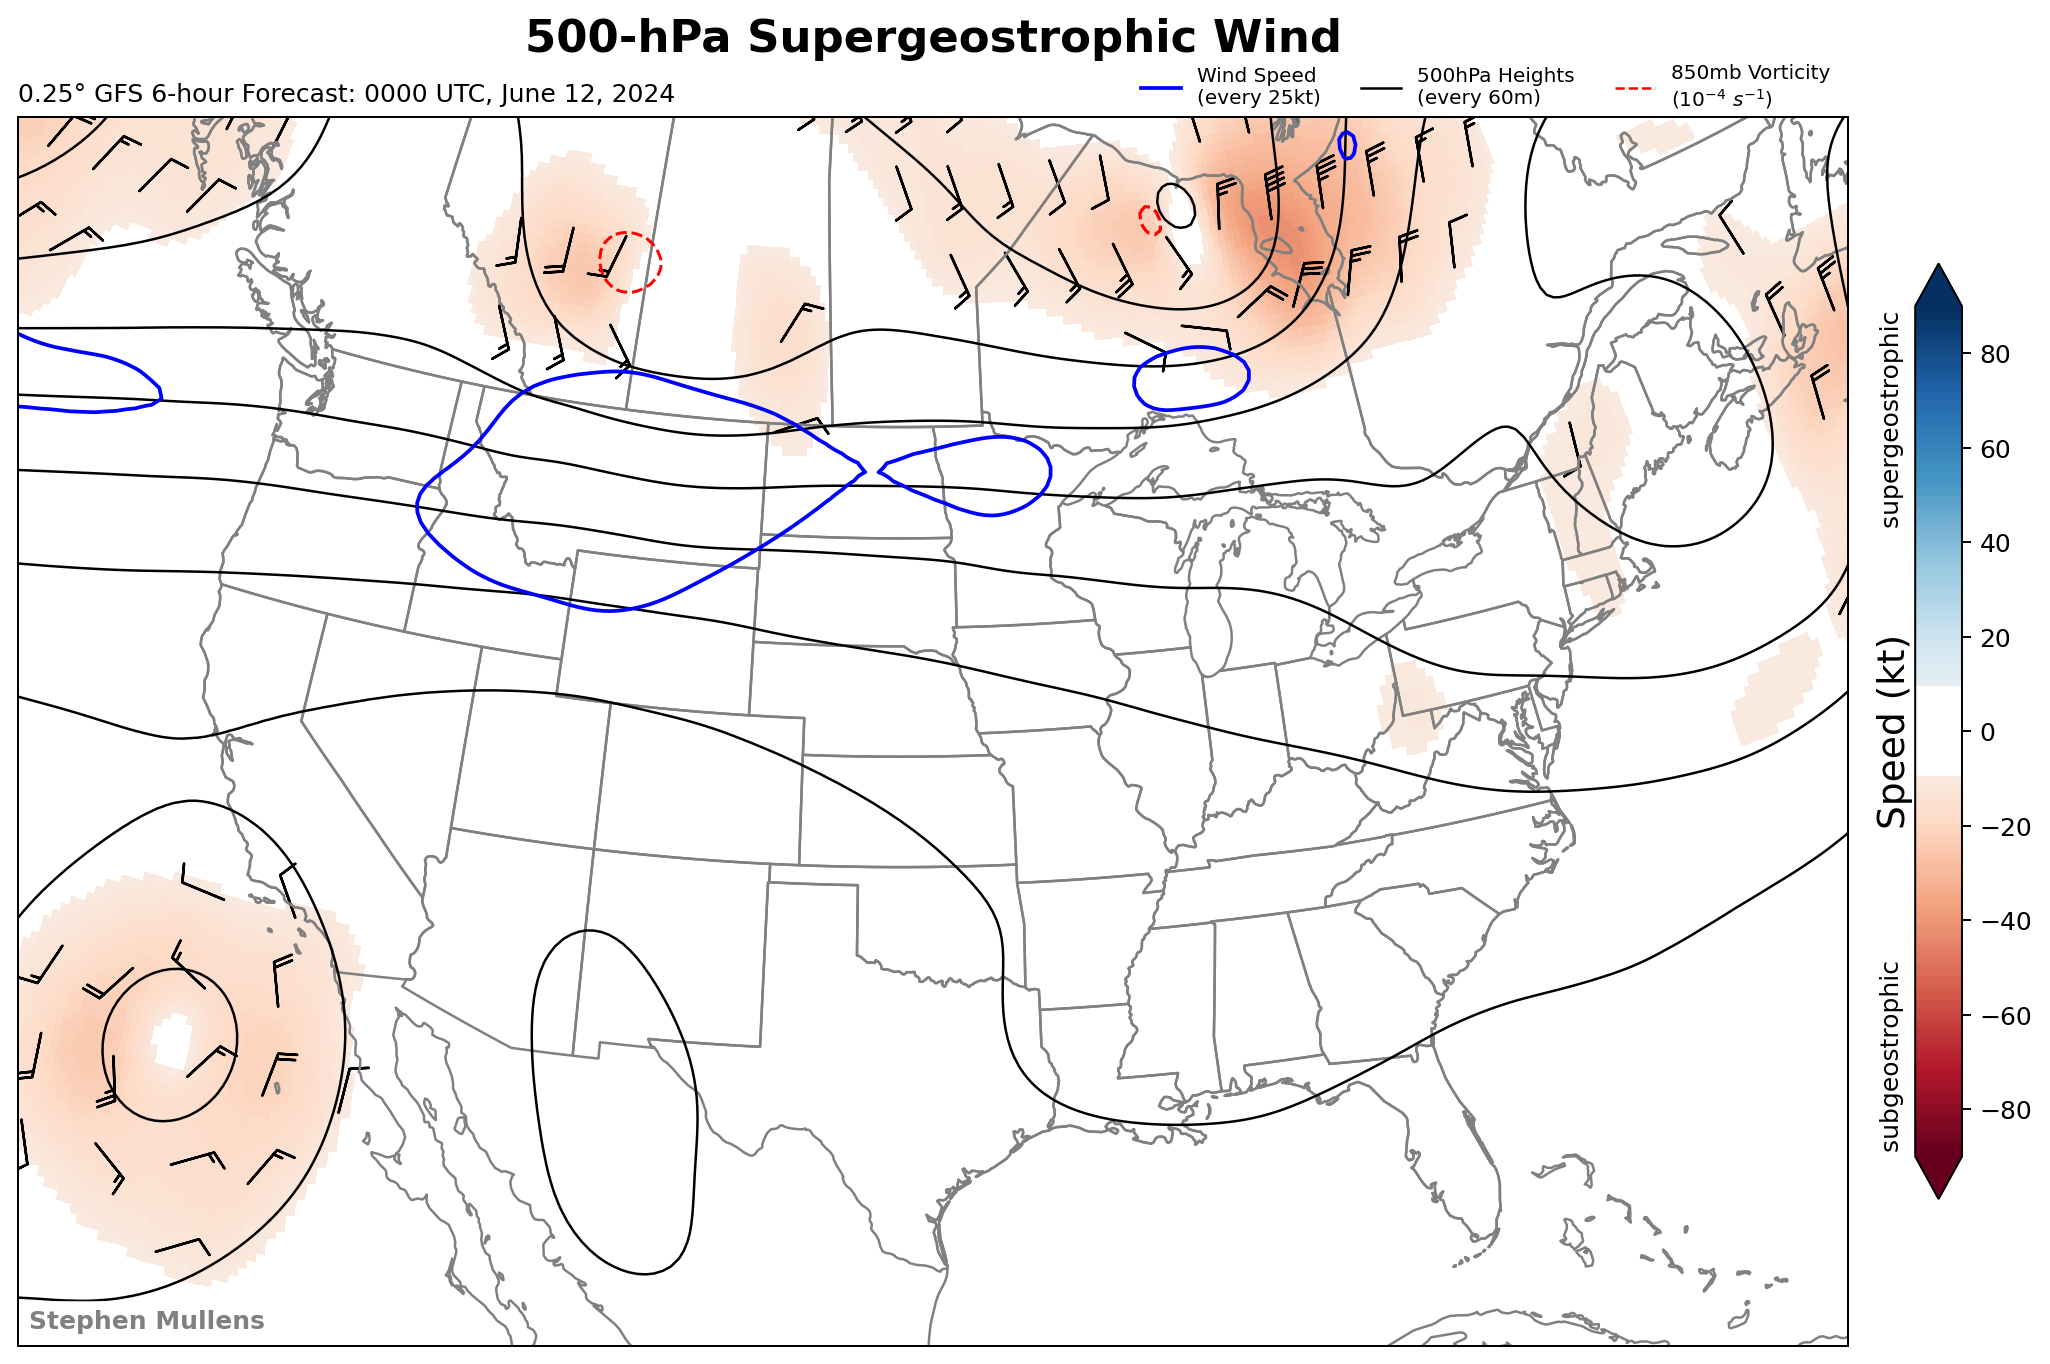 500-hPa Supergeostrophic Wind
0.25° GFS 6-hour Forecast: 0000 UTC, June 12, 2024
Wind Speed
(every 25kt)
500hPa Heights
(every 60m)
850mb Vorticity
(10⁻⁴ s⁻¹)
supergeostrophic
Speed (kt)
subgeostrophic
80
60
40
20
0
−20
−40
−60
−80
Stephen Mullens